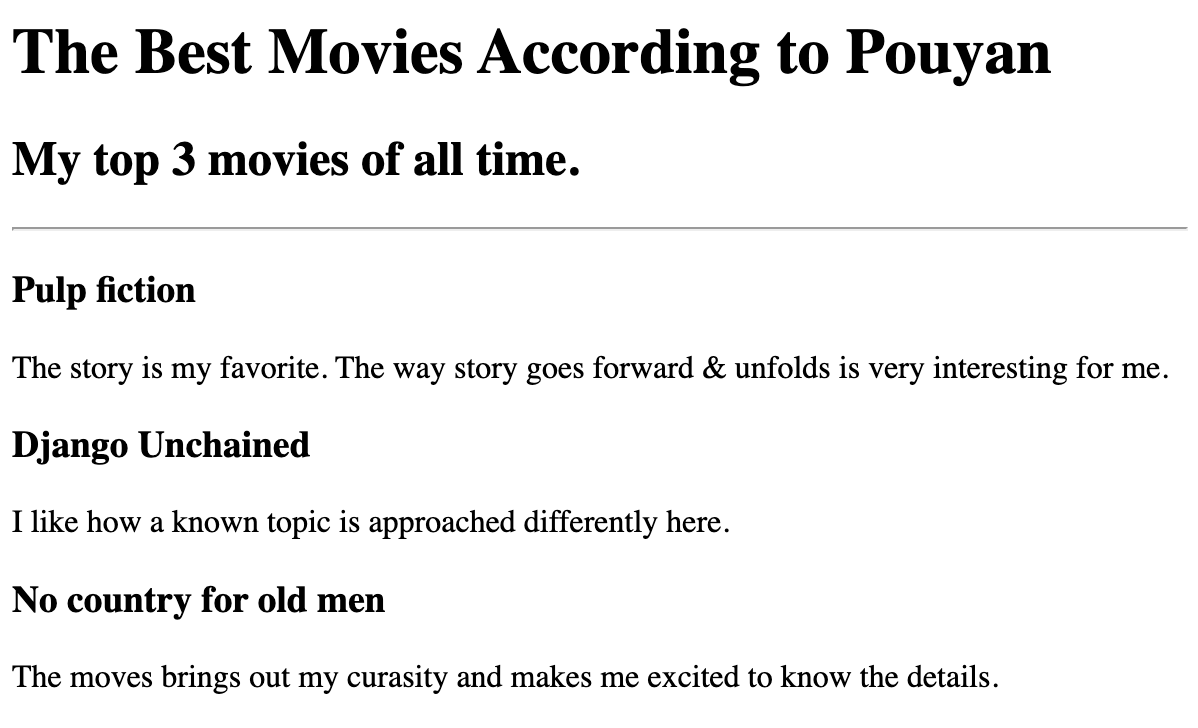 The Best Movies According to Pouyan
My top 3 movies of all time.
Pulp fiction
The story is my favorite. The way story goes forward & unfolds is very interesting for me.
Django Unchained
I like how a known topic is approached differently here.
No country for old men
The moves brings out my curasity and makes me excited to know the details.